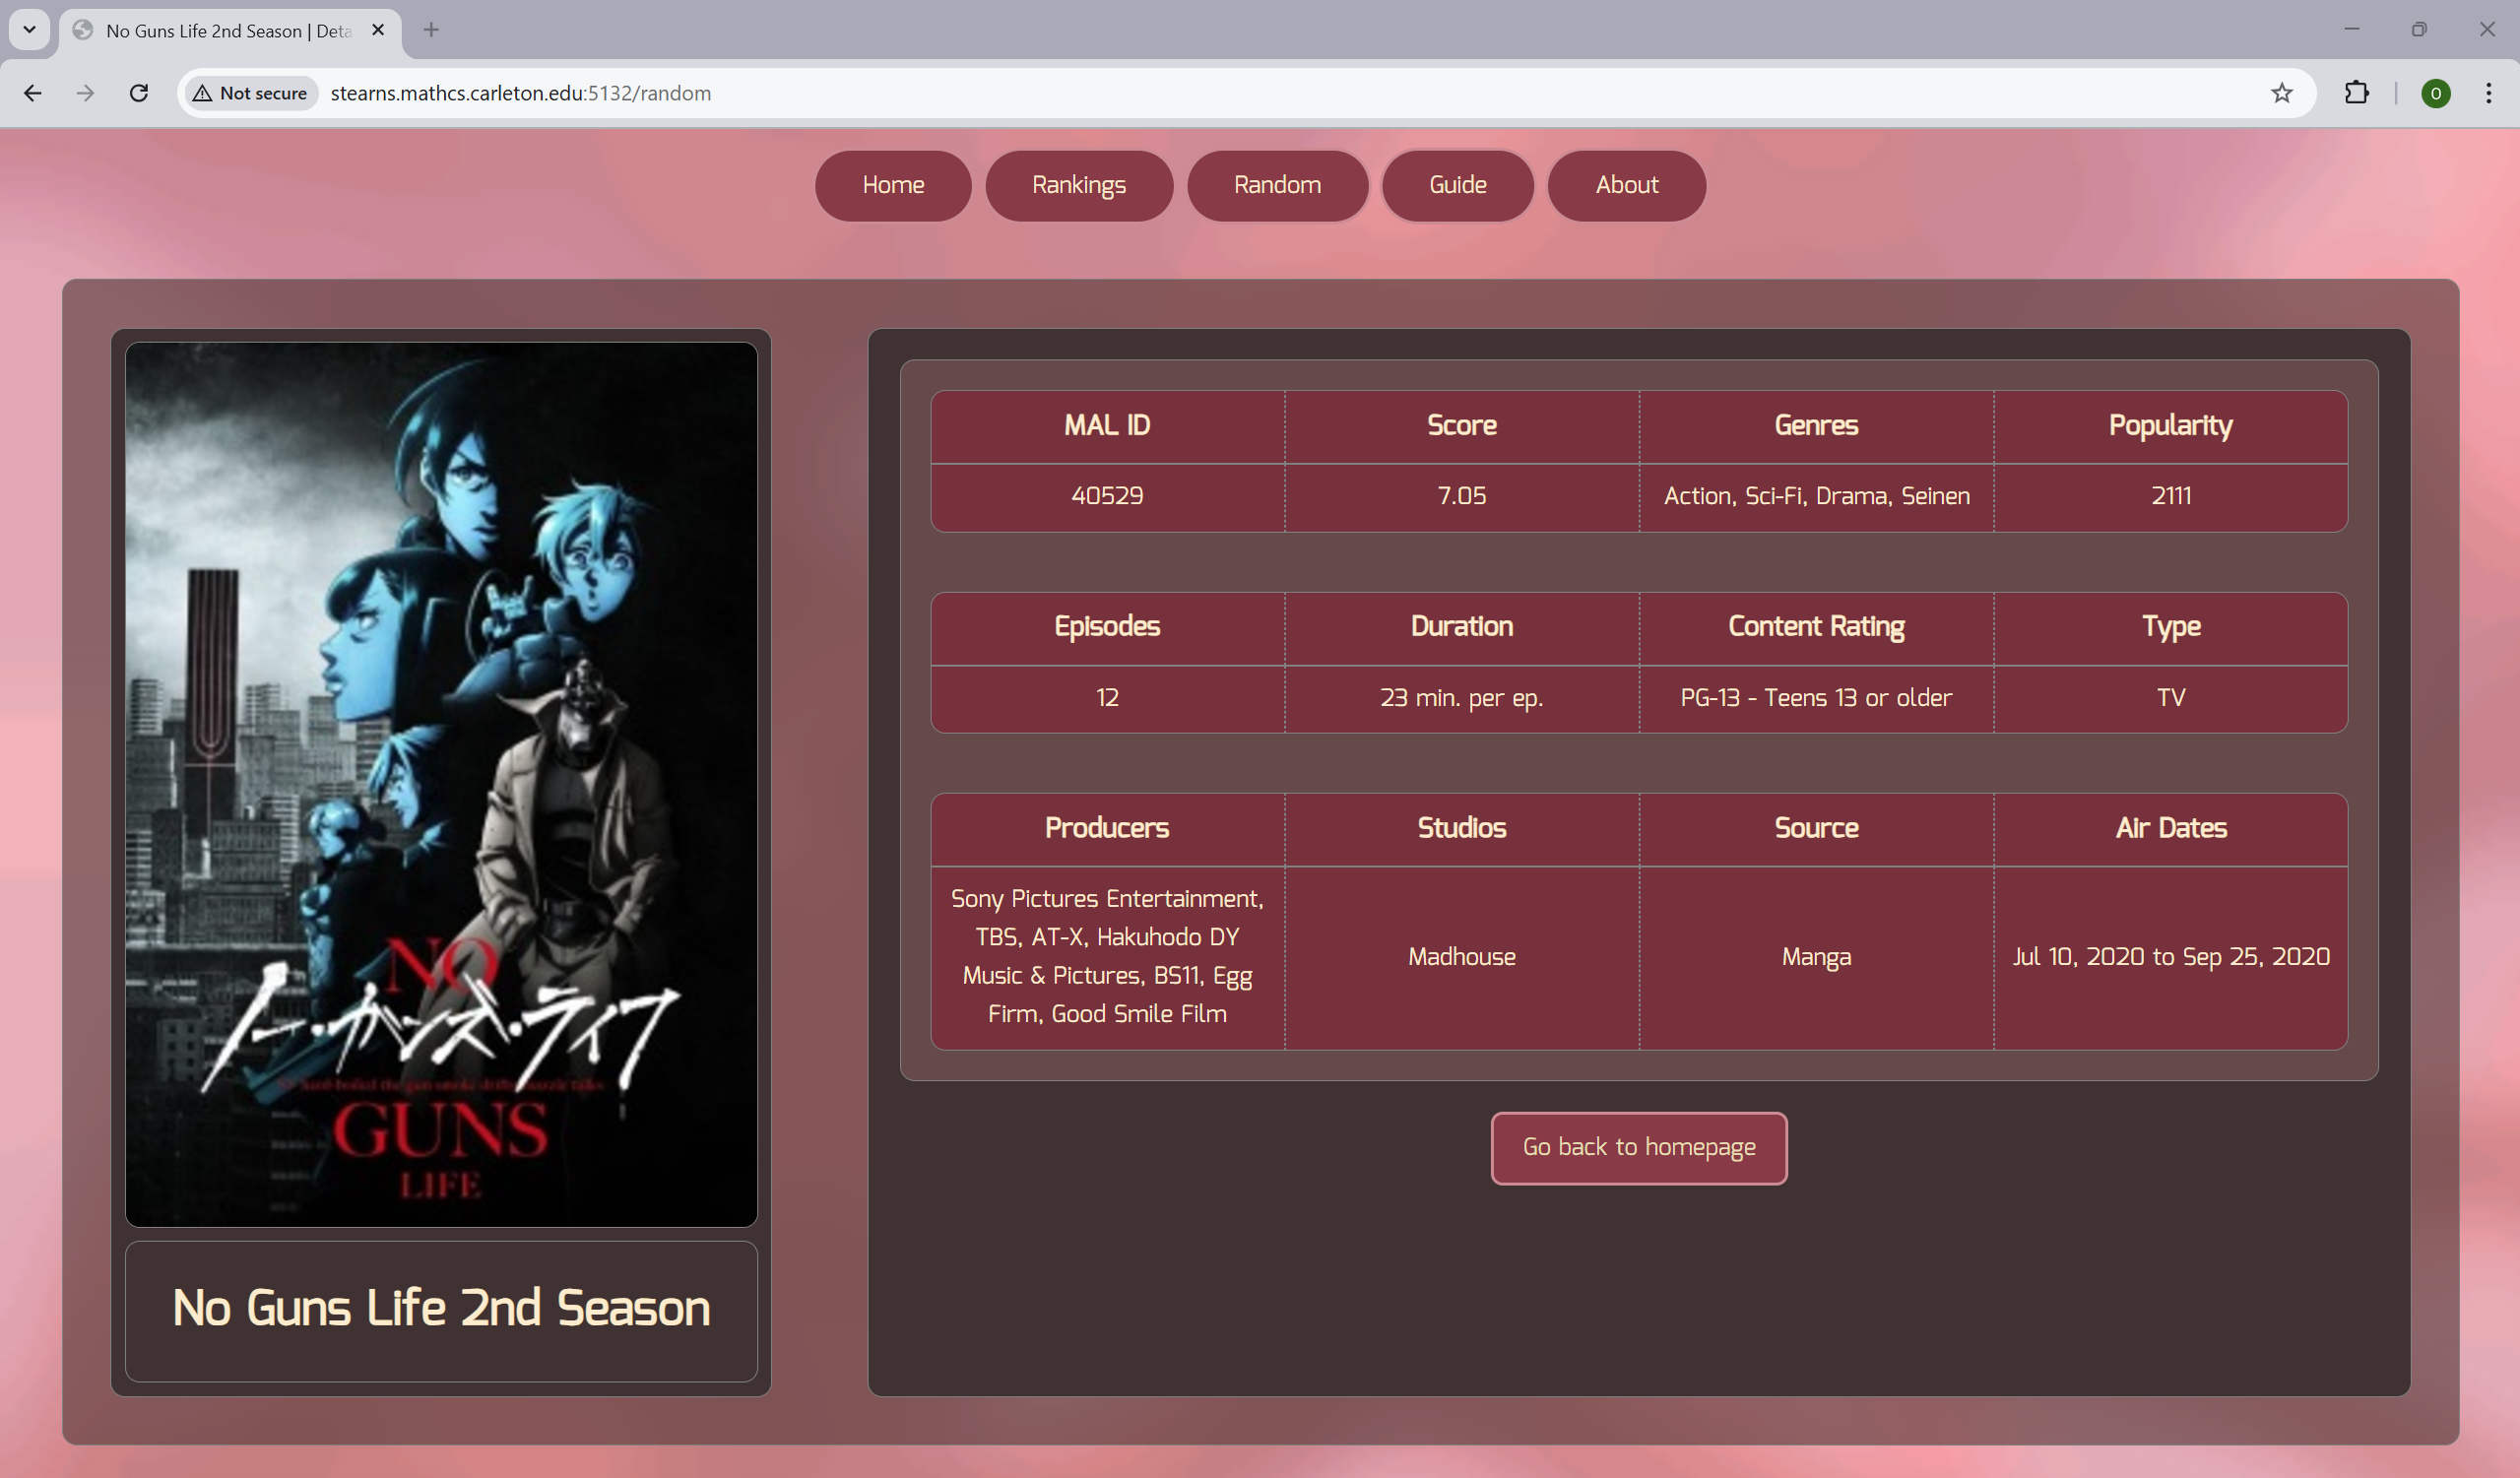 No Guns Life 2nd Season | Deta
Not secure
stearns.mathcs.carleton.edu:5132/random
O
Home
Rankings
Random
Guide
About
NO
ノー・ガンズ・ライフ
GUNS
LIFE
No Guns Life 2nd Season
MAL ID
Score
Genres
Popularity
40529
7.05
Action, Sci-Fi, Drama, Seinen
2111
Episodes
Duration
Content Rating
Type
12
23 min. per ep.
PG-13 - Teens 13 or older
TV
Producers
Studios
Source
Air Dates
Sony Pictures Entertainment,
TBS, AT-X, Hakuhodo DY
Music & Pictures, BS11, Egg
Firm, Good Smile Film
Madhouse
Manga
Jul 10, 2020 to Sep 25, 2020
Go back to homepage